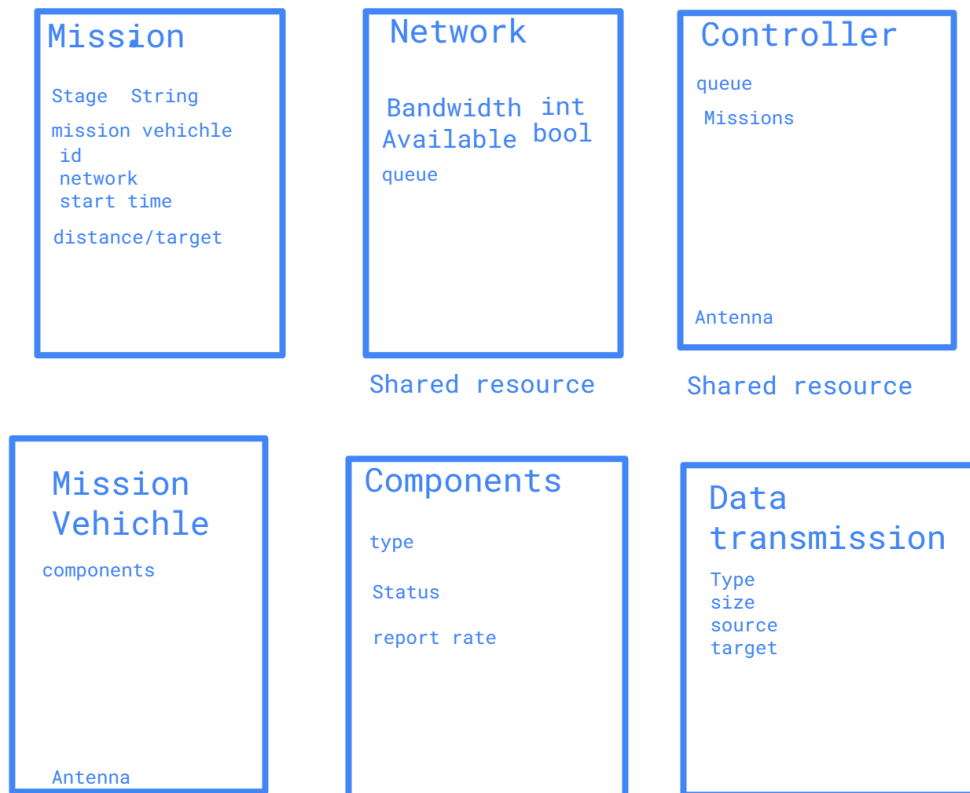 Mission
Stage String
mission vehichle
id
network
start time
distance/target
Network
Bandwidth int
Available bool
queue
Shared resource
Controller
queue
Missions
Antenna
Shared resource
Mission
Vehichle
components
Antenna
Components
type
Status
report rate
Data
transmission
Type
size
source
target